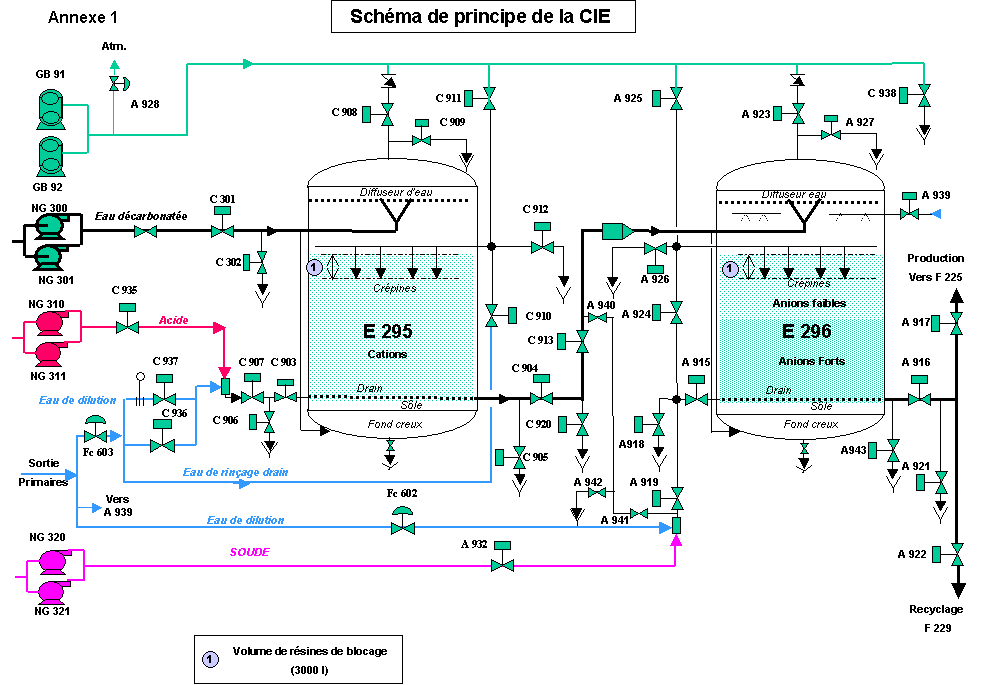 Annexe 1
Schéma de principe de la CIE
Atm.
GB 91
A 928
GB 92
C 908
C 911
C 909
A 925
A 923
A 927
C 938
NG 300
NG 301
Eau décarbonatée
C 301
C 302
Diffuseur d'eau
C 912
Diffuseur eau
A 939
1
Crépines
A 926
1
Crépines
Production
Vers F 225
NG 310
C 935
Acide
NG 311
E 295
Cations
C 910
A 940
C 913
A 924
Anions faibles
E 296
Anions Forts
A 917
C 937
C 907
C 903
C 904
A 915
A 916
Eau de dilution
C 936
C 906
Drain
Sôle
Fond creux
C 920
A918
Drain
Sôle
Fond creux
Fc 603
C 905
A943
A 921
Sortie
Primaires
Eau de rinçage drain
A 942
A 919
Vers
A 939
Fc 602
Eau de dilution
A 941
NG 320
SOUDE
A 932
A 922
NG 321
Recyclage
F 229
1
Volume de résines de blocage
(3000 l)